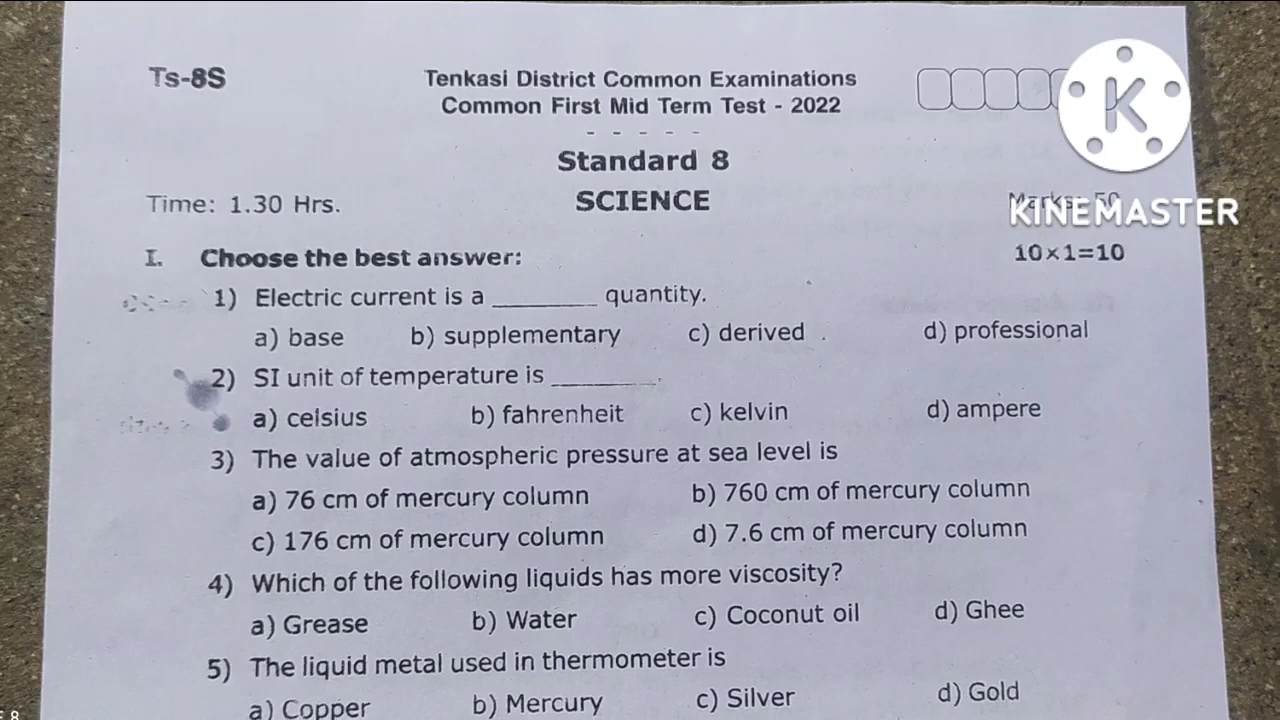 Ts-8S
Tenkasi District Common Examinations
Common First Mid Term Test - 2022
- - - - -
Standard 8
Time: 1.30 Hrs.
SCIENCE
Marks: 50
K
KINEMASTER
I. Choose the best answer: 10×1=10
1) Electric current is a ________ quantity.
a) base b) supplementary c) derived d) professional
2) SI unit of temperature is ________.
a) celsius b) fahrenheit c) kelvin d) ampere
3) The value of atmospheric pressure at sea level is
a) 76 cm of mercury column b) 760 cm of mercury column
c) 176 cm of mercury column d) 7.6 cm of mercury column
4) Which of the following liquids has more viscosity?
a) Grease b) Water c) Coconut oil d) Ghee
5) The liquid metal used in thermometer is
a) Copper b) Mercury c) Silver d) Gold